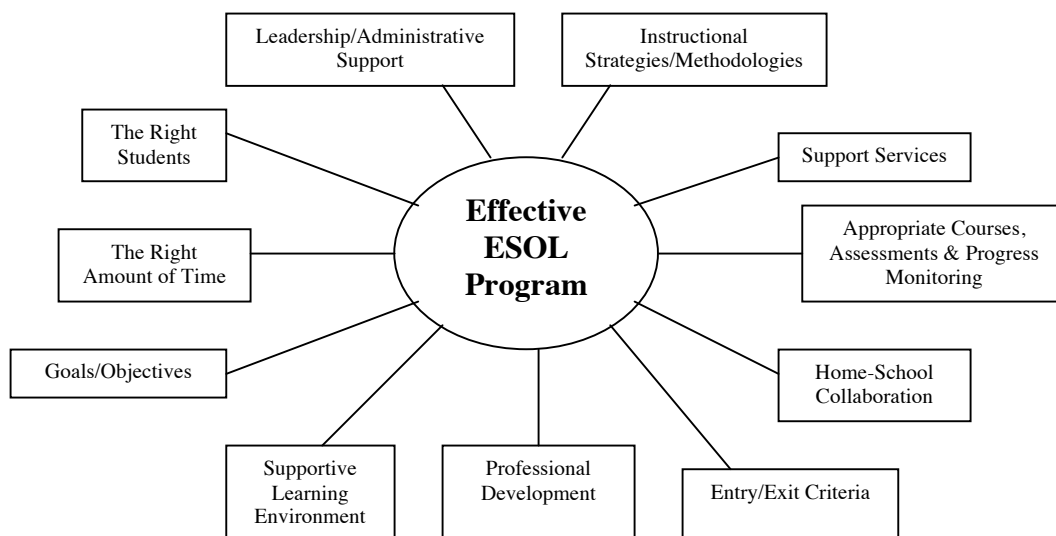 Leadership/Administrative
Support
Instructional
Strategies/Methodologies
The Right
Students
Support Services
Effective
ESOL
Program
The Right
Amount of Time
Appropriate Courses,
Assessments & Progress
Monitoring
Goals/Objectives
Home-School
Collaboration
Supportive
Learning
Environment
Professional
Development
Entry/Exit Criteria